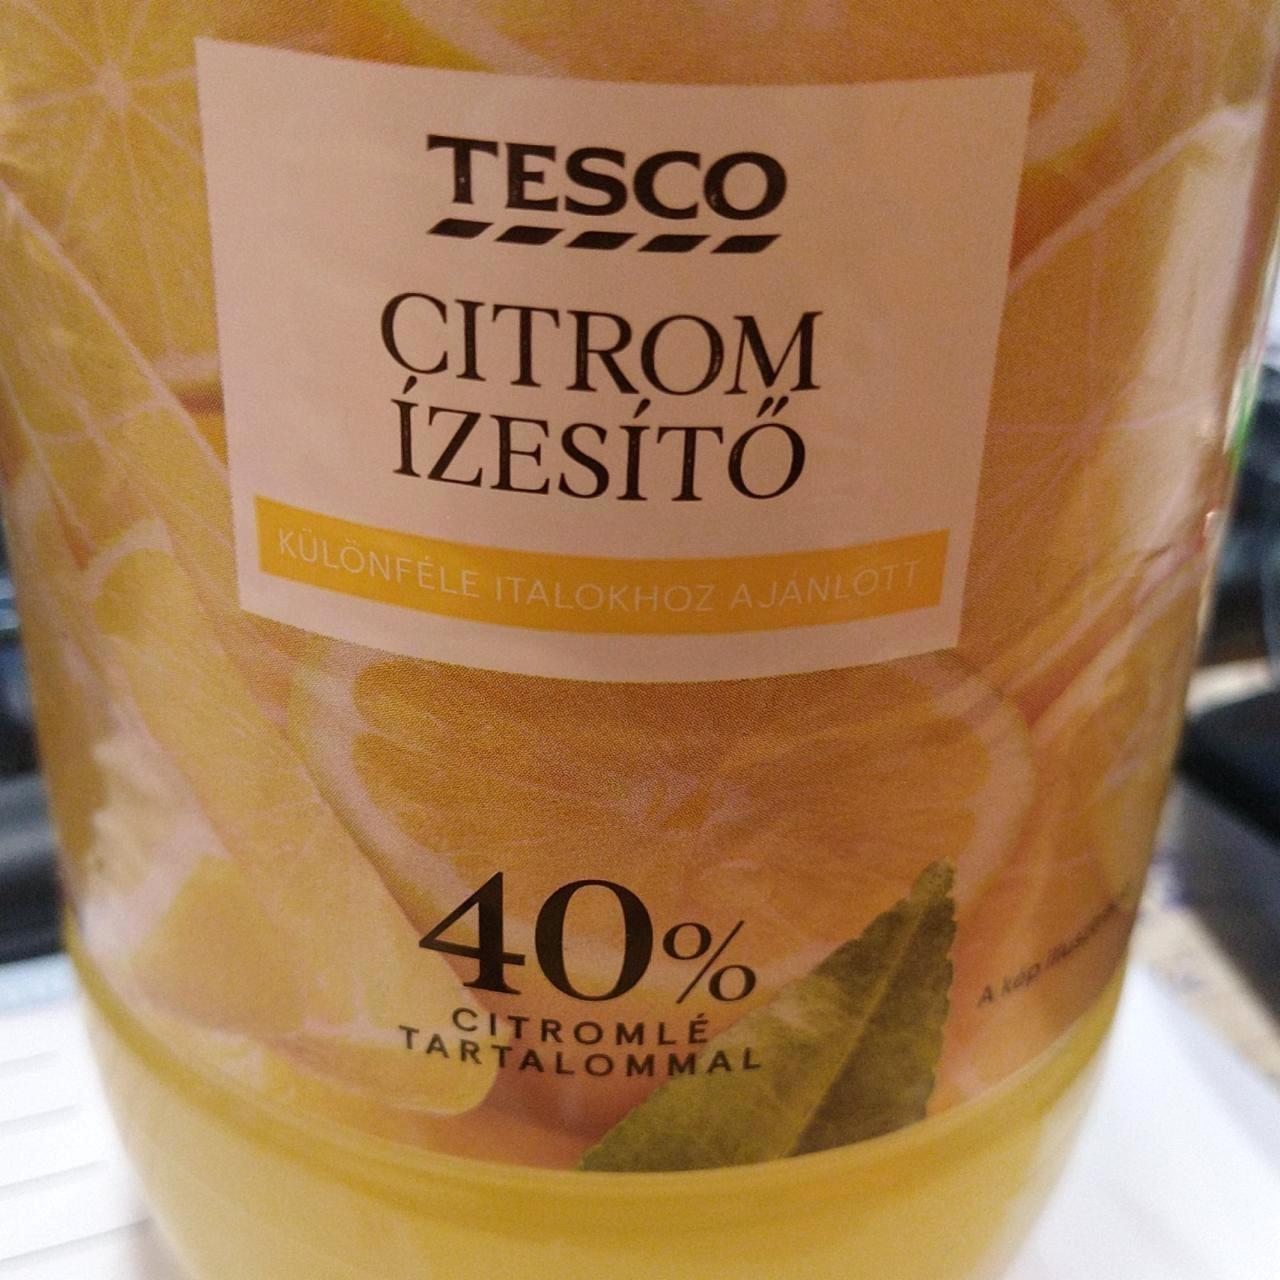 TESCO
CITROM
ÍZESÍTŐ
KÜLÖNFÉLE ITALOKHOZ AJÁNLOTT
40%
CITROMLÉ
TARTALOMMAL
A kép